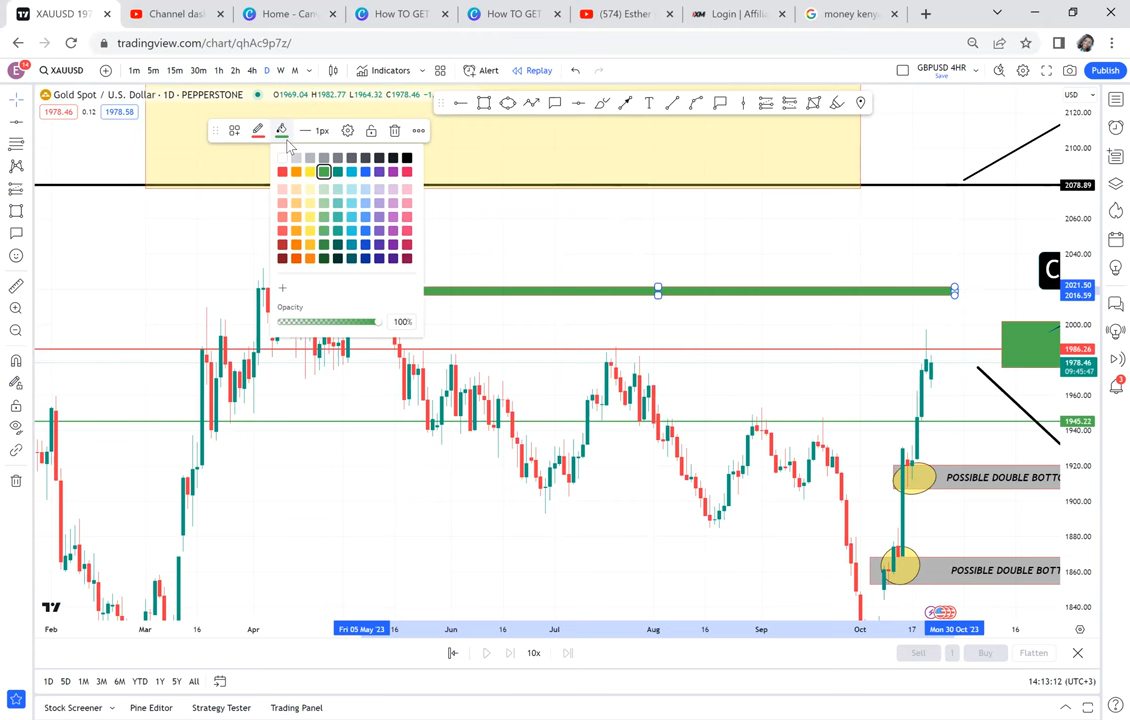 XAUUSD 197
Channel das
Home - Can
How TO GET
How TO GET
(574) Esther
Login | Affilia
money keny
tradingview.com/chart/qhAc9p7z/
E
14
XAUUSD
1m
5m
15m
30m
1h
2h
4h
D
W
M
Indicators
Alert
Replay
GBPUSD 4HR
Save
Publish
Gold Spot / U.S. Dollar · 1D · PEPPERSTONE
O1969.04 H1982.77 L1964.32 C1978.46
1978.46
0.12
1978.58
USD
1px
2120.00
2100.00
2078.89
2060.00
2040.00
2021.50
2016.59
2000.00
1986.26
1978.46
09:45:47
1960.00
1945.22
1940.00
1920.00
1900.00
1880.00
1860.00
1840.00
Opacity
100%
C
POSSIBLE DOUBLE BOTTO
POSSIBLE DOUBLE BOTT
3
Feb
Mar
16
Apr
Fri 05 May '23
16
Jun
16
Jul
Aug
16
Sep
Oct
17
Mon 30 Oct '23
16
10x
Sell
1
Buy
Flatten
1D
5D
1M
3M
6M
YTD
1Y
5Y
All
14:13:12 (UTC+3)
Stock Screener
Pine Editor
Strategy Tester
Trading Panel